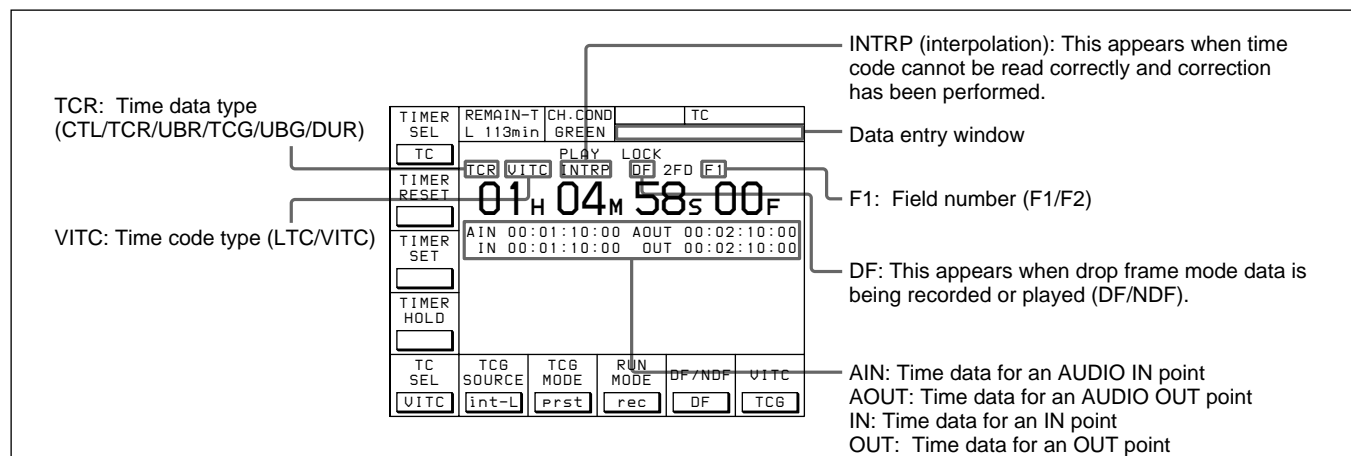 INTRP (interpolation): This appears when time
code cannot be read correctly and correction
has been performed.
TCR: Time data type
(CTL/TCR/UBR/TCG/UBG/DUR)
Data entry window
F1: Field number (F1/F2)
VITC: Time code type (LTC/VITC)
DF: This appears when drop frame mode data is
being recorded or played (DF/NDF).
AIN: Time data for an AUDIO IN point
AOUT: Time data for an AUDIO OUT point
IN: Time data for an IN point
OUT: Time data for an OUT point
TIMER
SEL
TC
REMAIN-T
L 113min
CH.COND
GREEN
TC
PLAY LOCK
TCR VITC INTRP DF 2FD F1
01H 04M 58S 00F
AIN 00:01:10:00 AOUT 00:02:10:00
IN 00:01:10:00 OUT 00:02:10:00
TIMER
RESET
TIMER
SET
TIMER
HOLD
TC
SEL
VITC
TCG
SOURCE
int-L
TCG
MODE
prst
RUN
MODE
rec
DF/NDF
DF
VITC
TCG